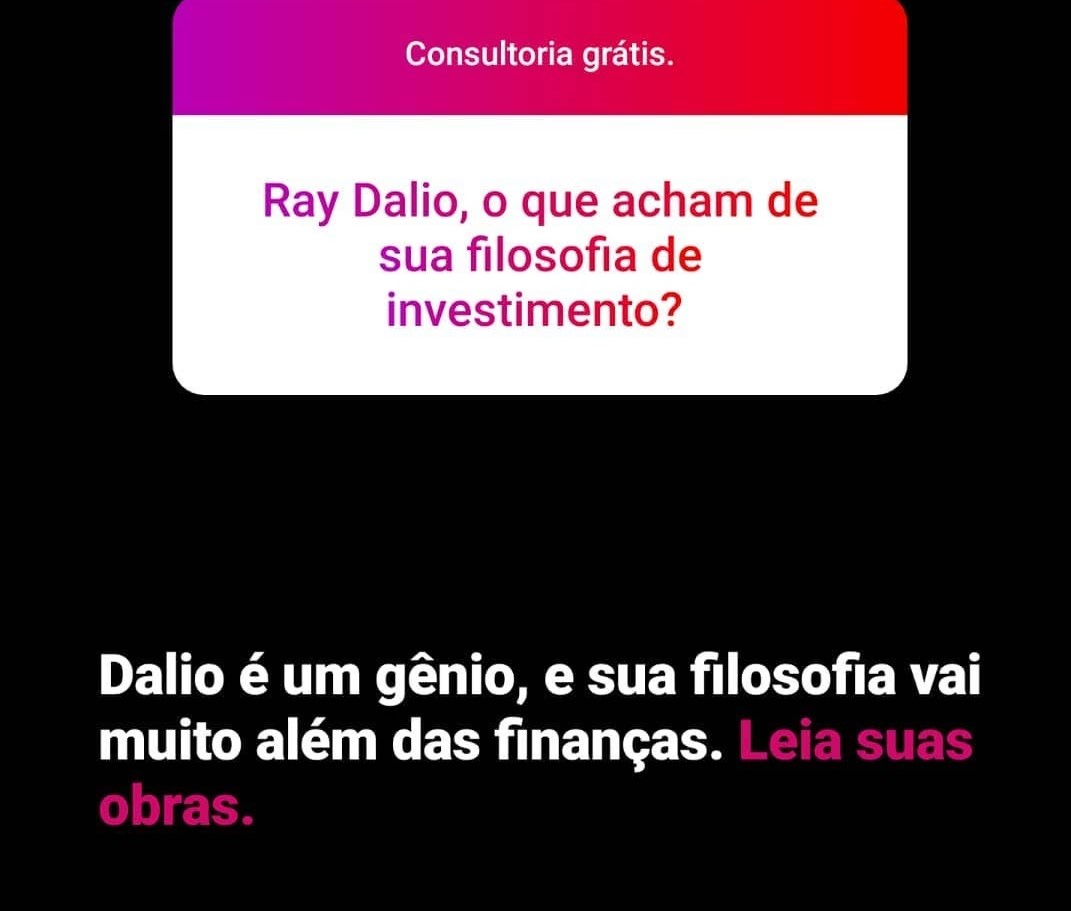 Consultoria grátis.
Ray Dalio, o que acham de
sua filosofia de
investimento?
Dalio é um gênio, e sua filosofia vai
muito além das finanças. Leia suas
obras.